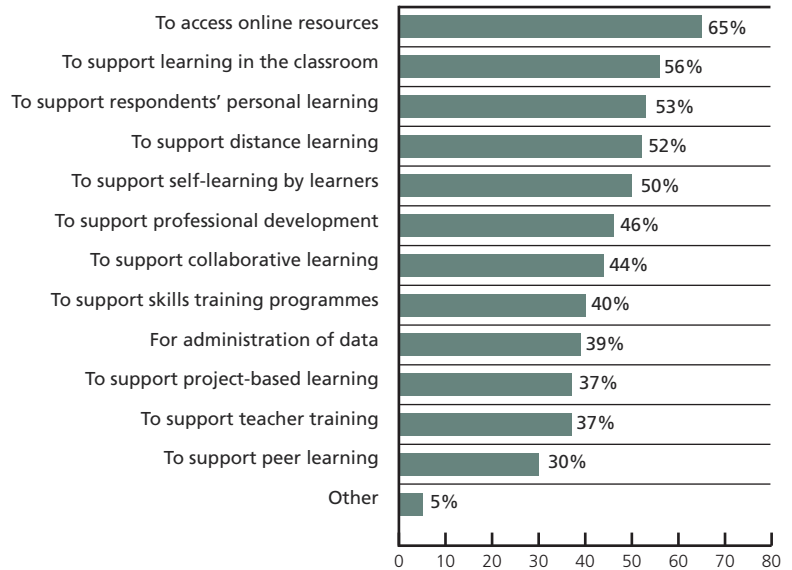 To access online resources 65%
To support learning in the classroom 56%
To support respondents’ personal learning 53%
To support distance learning 52%
To support self-learning by learners 50%
To support professional development 46%
To support collaborative learning 44%
To support skills training programmes 40%
For administration of data 39%
To support project-based learning 37%
To support teacher training 37%
To support peer learning 30%
Other 5%
0 10 20 30 40 50 60 70 80